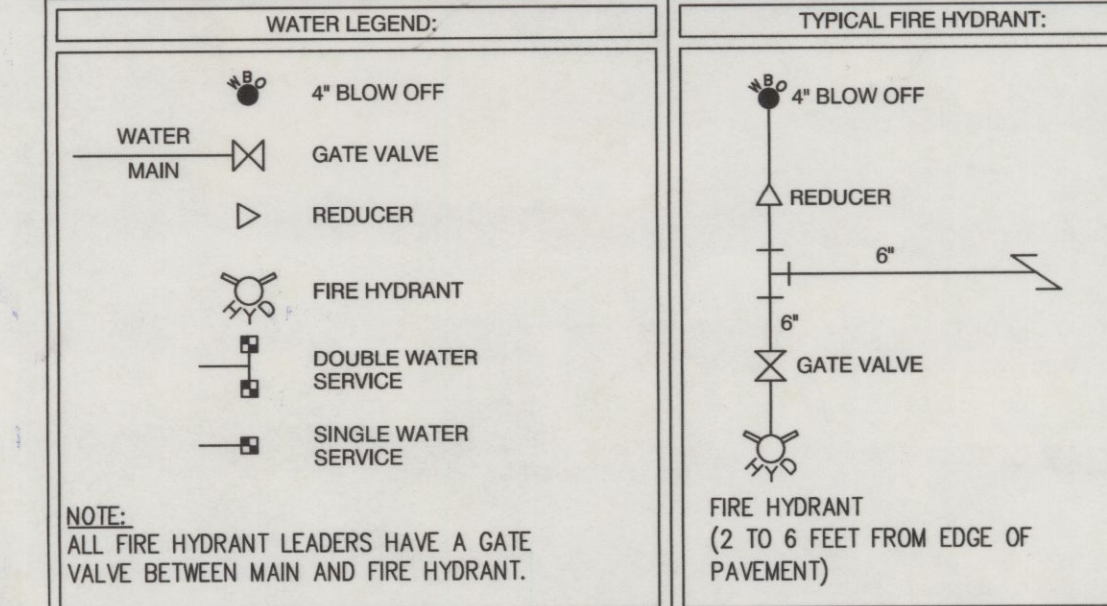 WATER LEGEND:
WBO
4" BLOW OFF
WATER
MAIN
GATE VALVE
REDUCER
FIRE HYDRANT
HYD
DOUBLE WATER
SERVICE
SINGLE WATER
SERVICE
NOTE:
ALL FIRE HYDRANT LEADERS HAVE A GATE
VALVE BETWEEN MAIN AND FIRE HYDRANT.
TYPICAL FIRE HYDRANT:
WBO
4" BLOW OFF
REDUCER
6"
6"
GATE VALVE
HYD
FIRE HYDRANT
(2 TO 6 FEET FROM EDGE OF
PAVEMENT)